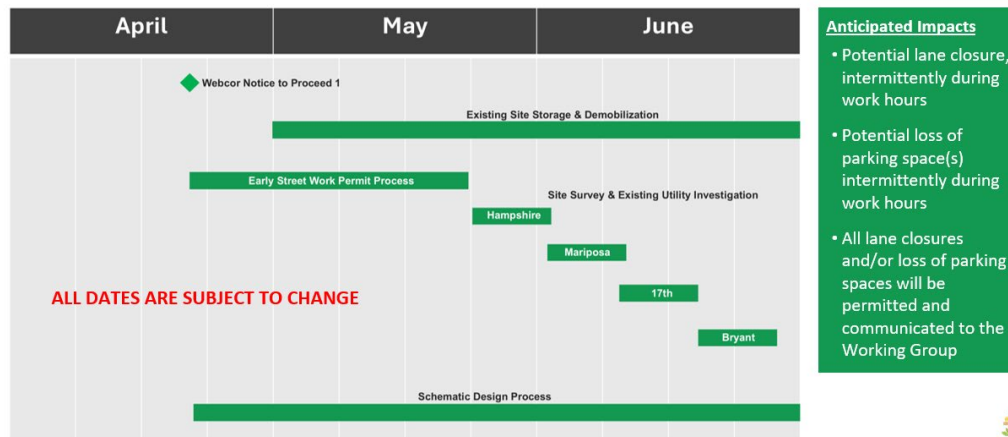 April
May
June
Webcor Notice to Proceed 1
Existing Site Storage & Demobilization
Early Street Work Permit Process
Site Survey & Existing Utility Investigation
Hampshire
Mariposa
17th
Bryant
ALL DATES ARE SUBJECT TO CHANGE
Schematic Design Process
Anticipated Impacts
• Potential lane closure,
intermittently during
work hours
• Potential loss of
parking space(s)
intermittently during
work hours
• All lane closures
and/or loss of parking
spaces will be
permitted and
communicated to the
Working Group